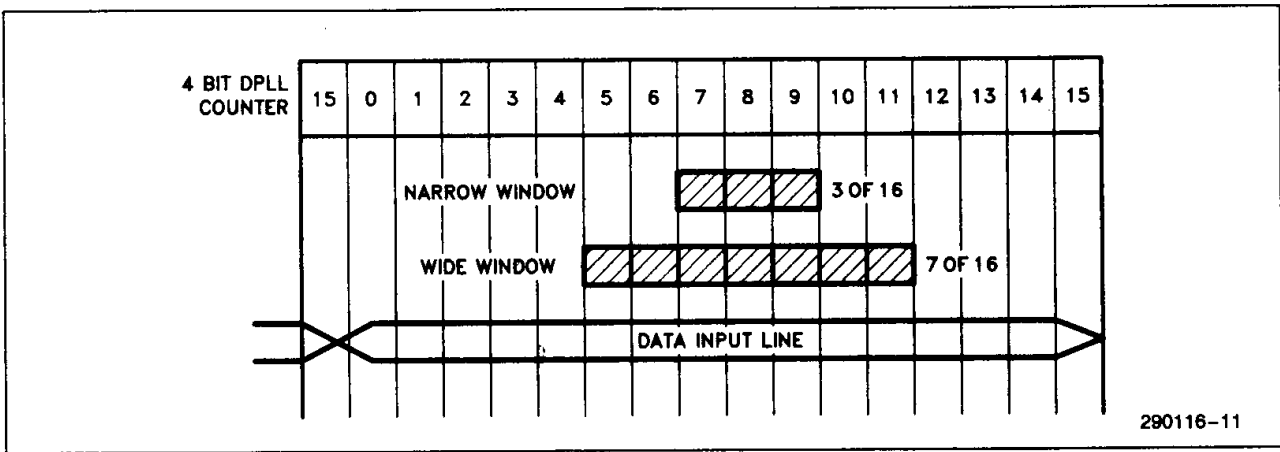 4 BIT DPLL
COUNTER
15 0 1 2 3 4 5 6 7 8 9 10 11 12 13 14 15
NARROW WINDOW 3 OF 16
WIDE WINDOW 7 OF 16
DATA INPUT LINE
290116-11